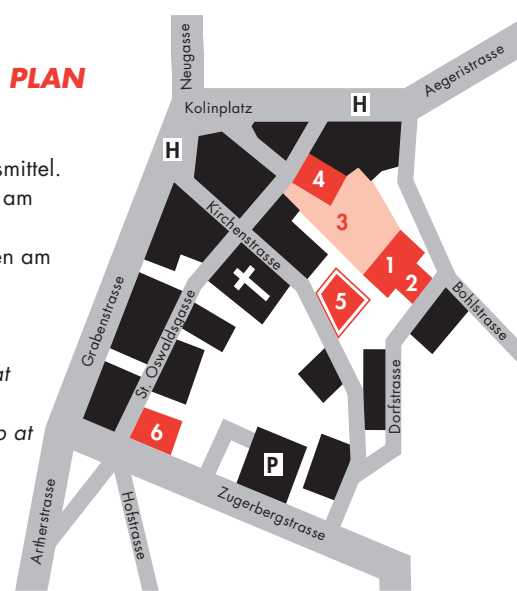 PLAN
smittel.
am
en am
at
o at
Neugasse
Kolinplatz
Aegeristrasse
H
H
4
3
Kirchenstrasse
1
2
5
Bohlstrasse
Grabenstrasse
St. Oswaldsgasse
Dorfstrasse
6
P
Zugerbergstrasse
Artherstrasse
Hofstrasse